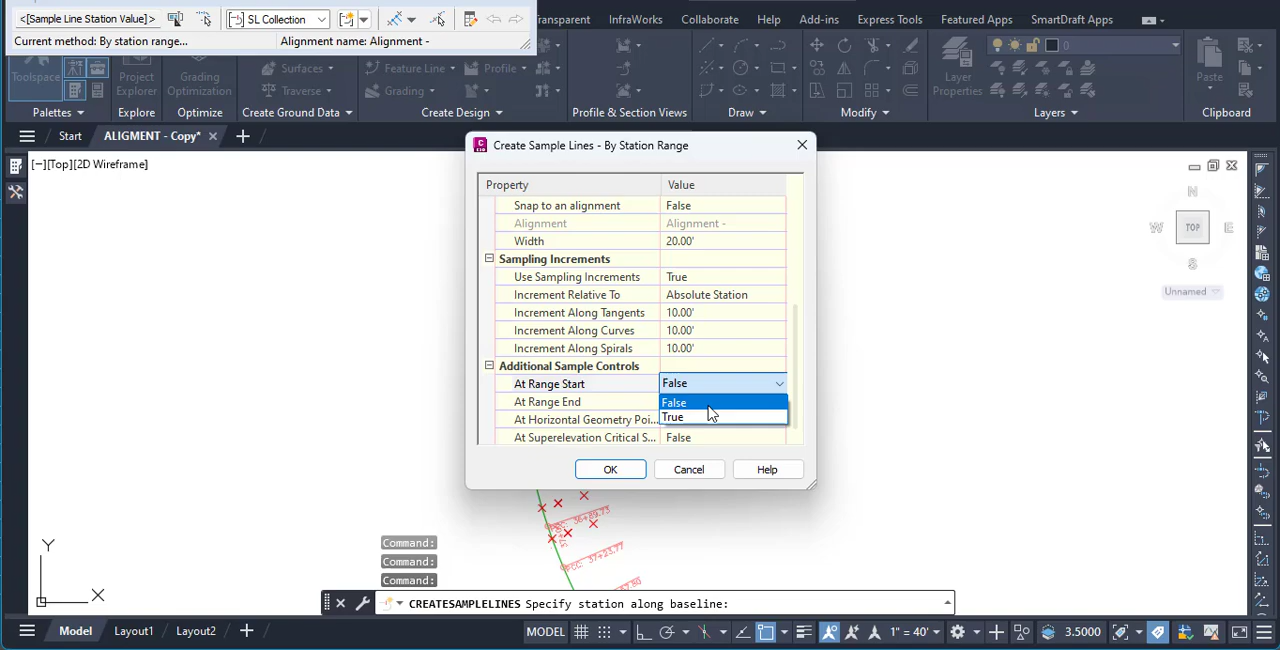 <[Sample Line Station Value]>
SL Collection
Current method: By station range...
Alignment name: Alignment -
Transparent
InfraWorks
Collaborate
Help
Add-ins
Express Tools
Featured Apps
SmartDraft Apps
Toolspace
Project Explorer
Grading Optimization
Surfaces
Traverse
Feature Line
Grading
Profile
Layer Properties
0
Paste
Palettes
Explore
Optimize
Create Ground Data
Create Design
Profile & Section Views
Draw
Modify
Layers
Clipboard
Start
ALIGMENT - Copy*
[−][Top][2D Wireframe]
N
W
TOP
E
S
Unnamed
C
Create Sample Lines - By Station Range
Property
Value
Snap to an alignment
False
Alignment
Alignment -
Width
20.00'
Sampling Increments
Use Sampling Increments
True
Increment Relative To
Absolute Station
Increment Along Tangents
10.00'
Increment Along Curves
10.00'
Increment Along Spirals
10.00'
Additional Sample Controls
At Range Start
False
At Range End
False
True
At Horizontal Geometry Poi...
At Superelevation Critical S...
False
OK
Cancel
Help
PCC: 37+23.77
Y
X
Command:
Command:
Command:
CREATESAMPLELINES Specify station along baseline:
Model
Layout1
Layout2
MODEL
1" = 40'
3.5000